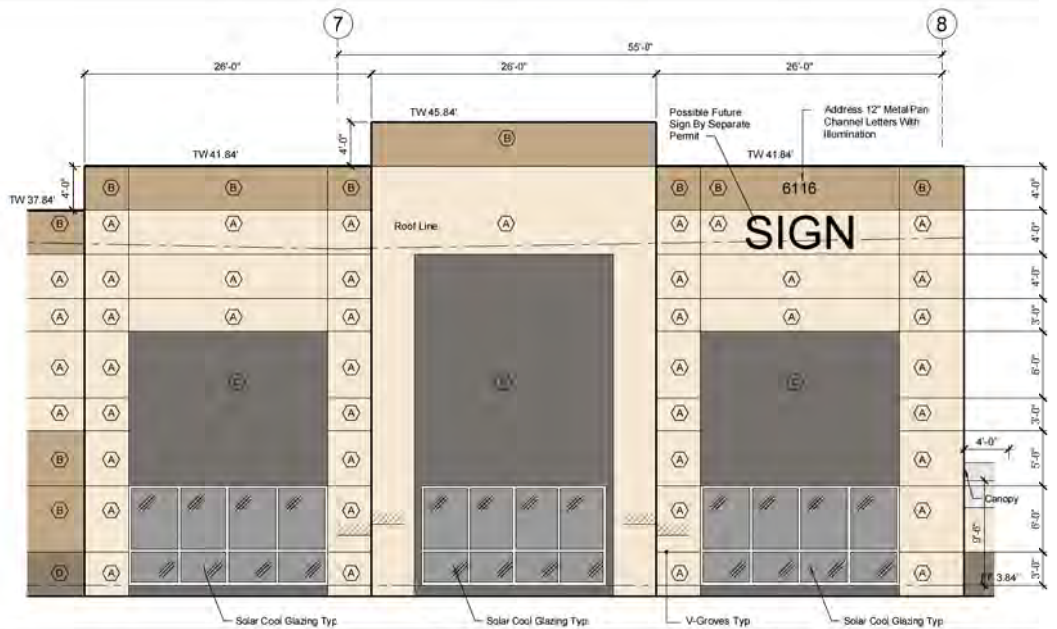 7
8
55'-0"
26'-0"
26'-0"
26'-0"
TW 45.84'
Possible Future
Sign By Separate
Permit
Address 12" Metal Pan
Channel Letters With
Illumination
4'-0"
B
TW 41.84'
TW 41.84'
4'-0"
TW 37.84'
B
B
B
B
B
6116
B
4'-0"
B
A
A
A
Roof Line
A
A
A
SIGN
A
4'-0"
A
A
A
A
A
A
A
4'-0"
A
A
A
A
A
A
A
3'-0"
A
A
A
A
A
6'-0"
A
A
A
A
A
3'-0"
B
A
A
A
A
5'-0"
4'-0"
Canopy
B
A
A
A
A
6'-0"
9'-6"
D
A
A
A
A
3'-0"
FF 3.84'
Solar Cool Glazing Typ
Solar Cool Glazing Typ
V-Groves Typ
Solar Cool Glazing Typ